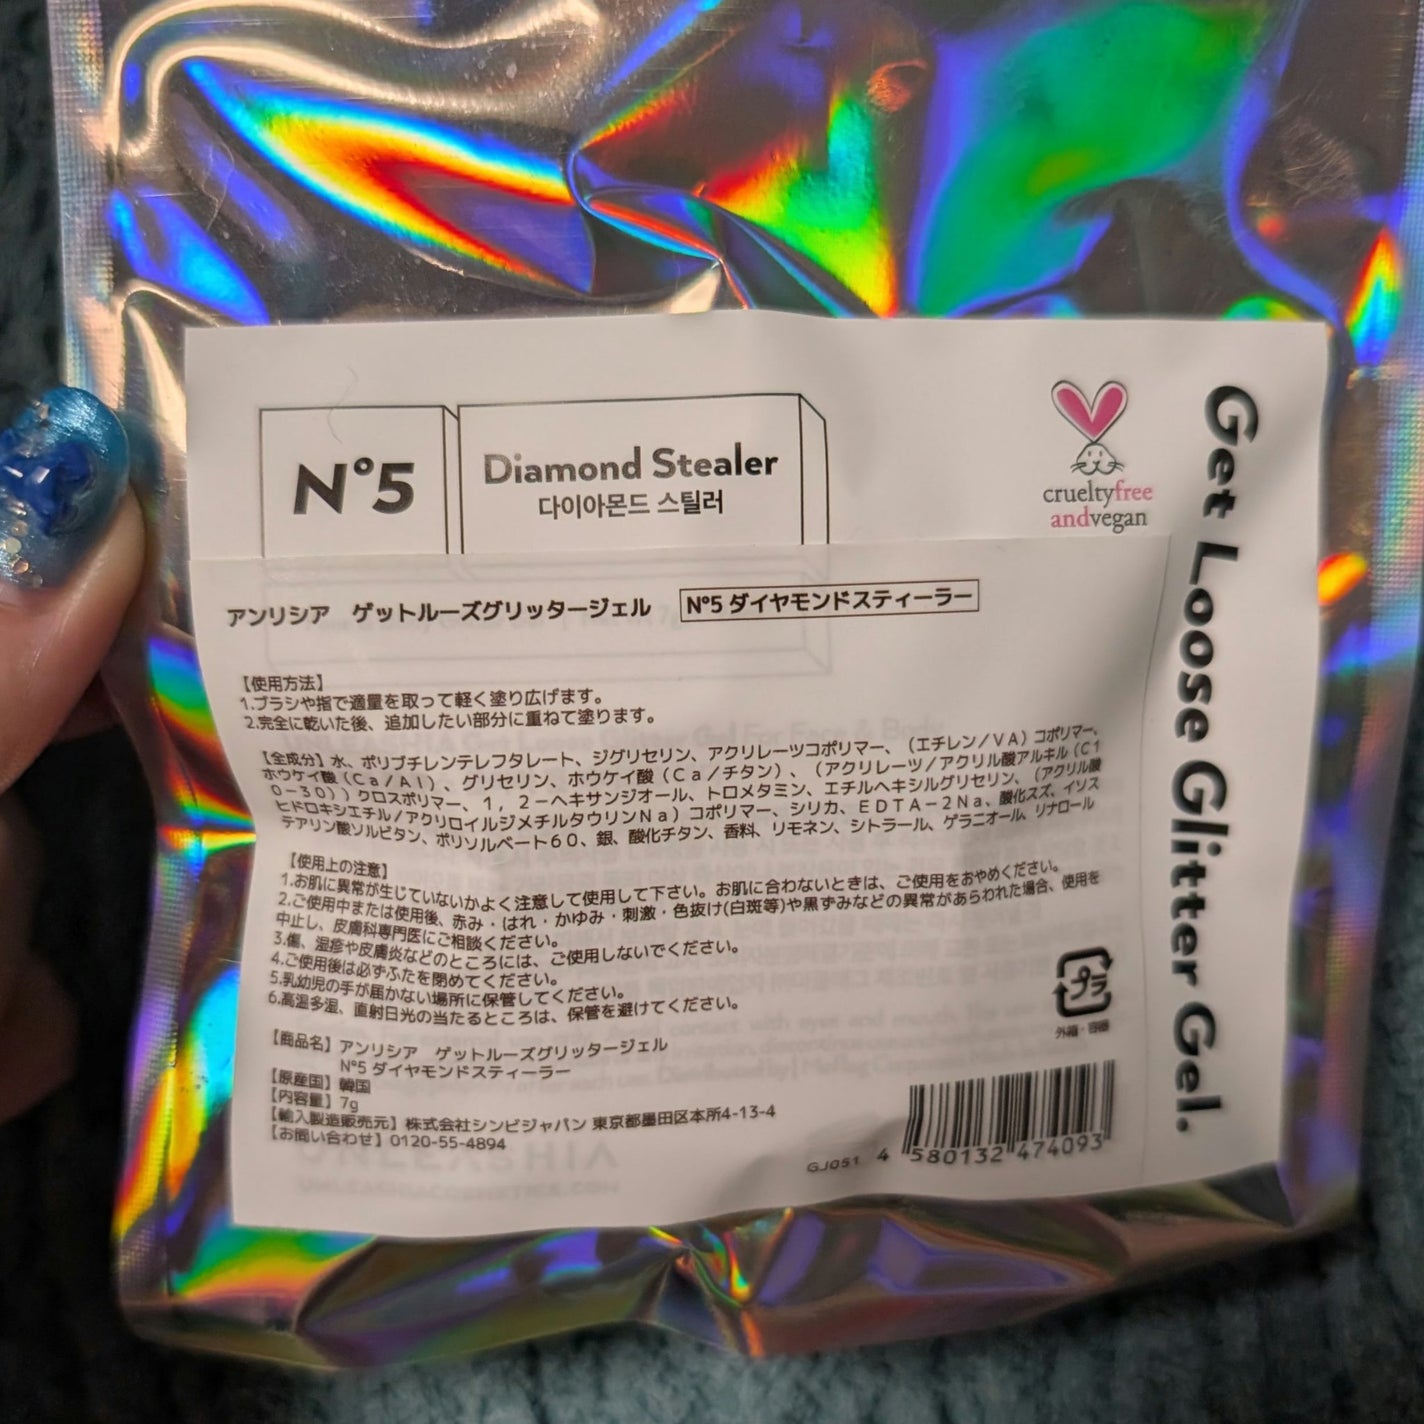 N°5
Diamond Stealer
다이아몬드 스틸러
crueltyfree
andvegan
Get Loose Glitter Gel.
アンリシア　ゲットルーズグリッタージェル
N°5 ダイヤモンドスティーラー
【使用方法】
1.ブラシや指で適量を取って軽く塗り広げます。
2.完全に乾いた後、追加したい部分に重ねて塗ります。
【全成分】水、ポリブチレンテレフタレート、ジグリセリン、アクリレーツコポリマー、（エチレン／VA）コポリマー、
ホウケイ酸（Ca／Al）、グリセリン、ホウケイ酸（Ca／チタン）、（アクリレーツ／アクリル酸アルキル（C1
0－30））クロスポリマー、1，2－ヘキサンジオール、トロメタミン、エチルヘキシルグリセリン、（アクリル酸
ヒドロキシエチル／アクリロイルジメチルタウリンNa）コポリマー、シリカ、EDTA－2Na、酸化スズ、イソス
テアリン酸ソルビタン、ポリソルベート60、銀、酸化チタン、香料、リモネン、シトラール、ゲラニオール、リナロール
【使用上の注意】
1.お肌に異常が生じていないかよく注意して使用して下さい。お肌に合わないときは、ご使用をおやめください。
2.ご使用中または使用後、赤み・はれ・かゆみ・刺激・色抜け(白斑等)や黒ずみなどの異常があらわれた場合、使用を
中止し、皮膚科専門医にご相談ください。
3.傷、湿疹や皮膚炎などのところには、ご使用しないでください。
4.ご使用後は必ずふたを閉めてください。
5.乳幼児の手が届かない場所に保管してください。
6.高温多湿、直射日光の当たるところは、保管を避けてください。
プラ
外箱・容器
【商品名】アンリシア　ゲットルーズグリッタージェル
N°5 ダイヤモンドスティーラー
【原産国】韓国
【内容量】7g
【輸入製造販売元】株式会社シンビジャパン 東京都墨田区本所4-13-4
【お問い合わせ】0120-55-4894
GJ051
4 580132 474093
UNLEASHIA